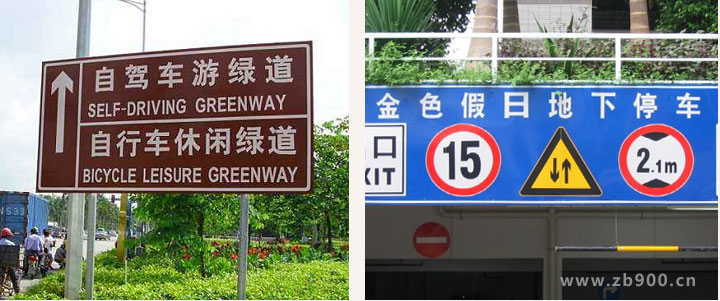 自驾车游绿道
SELF-DRIVING GREENWAY
自行车休闲绿道
BICYCLE LEISURE GREENWAY
金色假日地下停车
口
XIT
15
2.1m
www.zb900.cn